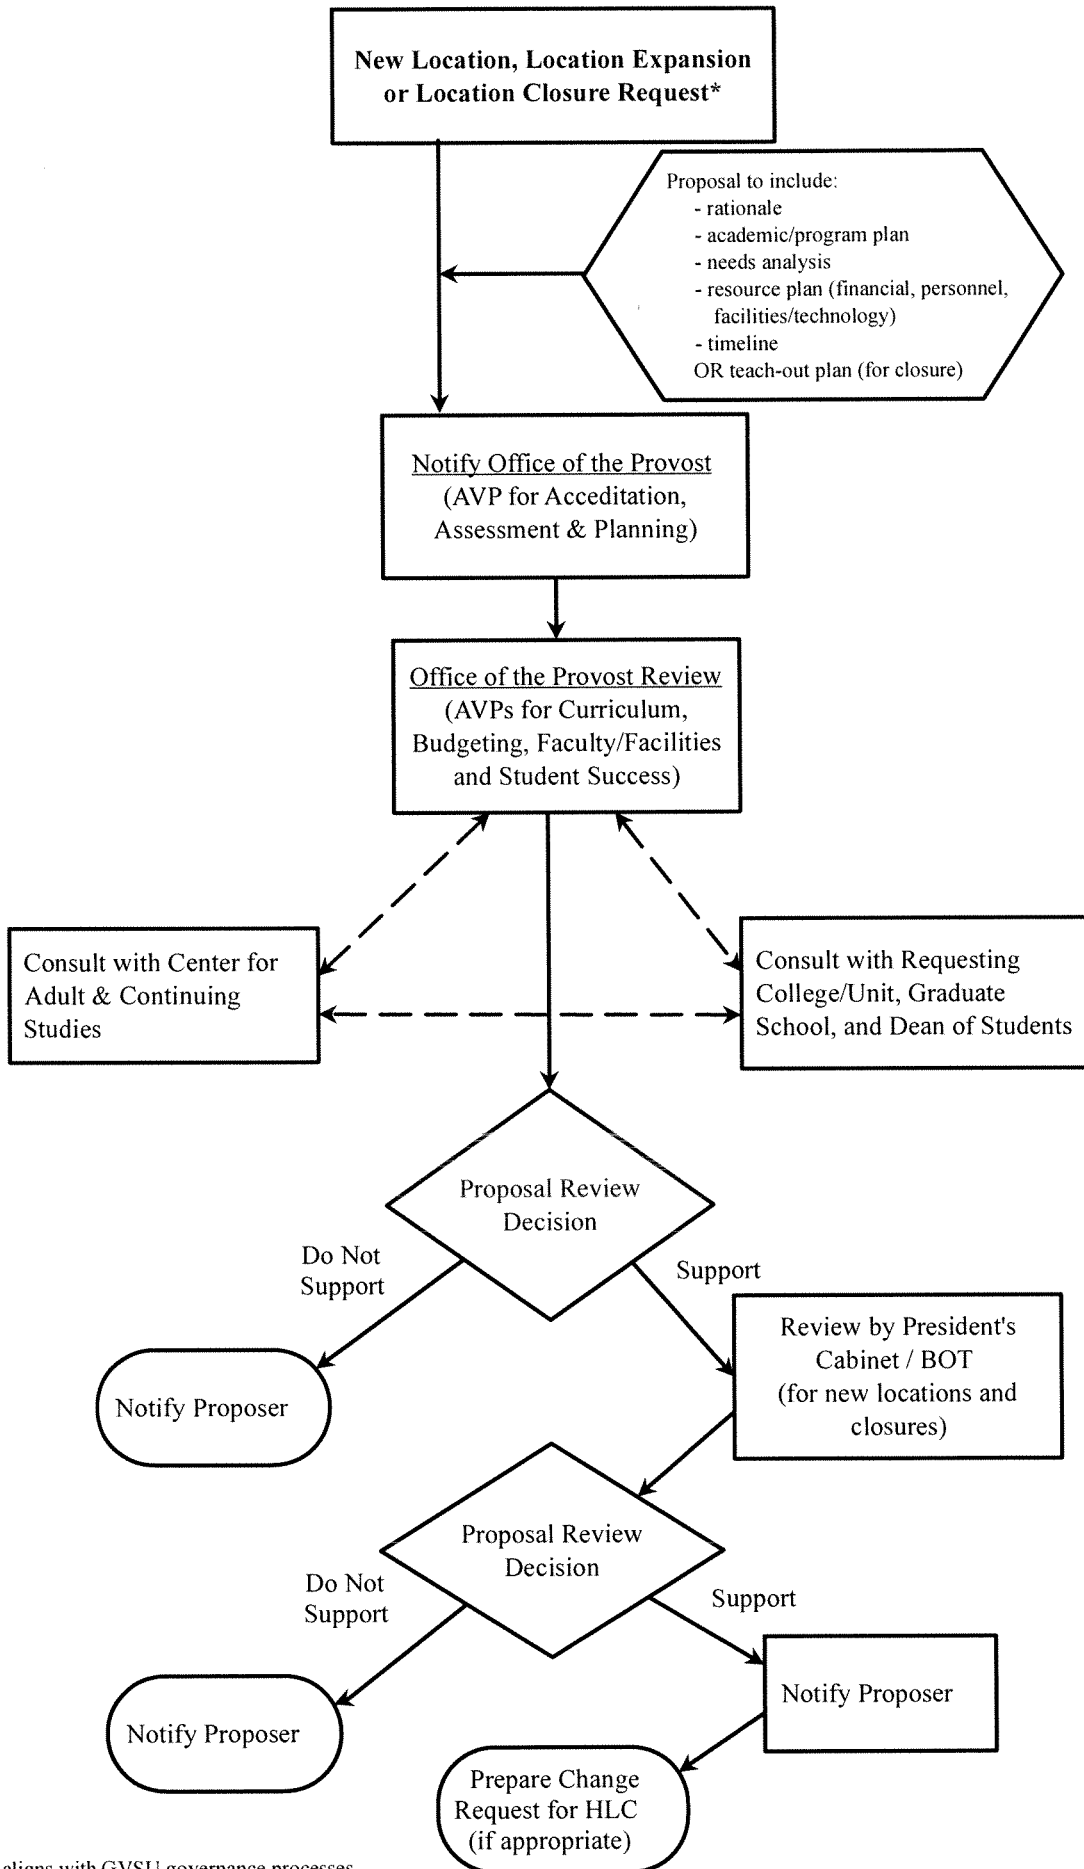 New Location, Location Expansion
or Location Closure Request*
Proposal to include:
- rationale
- academic/program plan
- needs analysis
- resource plan (financial, personnel,
facilities/technology)
- timeline
OR teach-out plan (for closure)
Notify Office of the Provost
(AVP for Acceditation,
Assessment & Planning)
Office of the Provost Review
(AVPs for Curriculum,
Budgeting, Faculty/Facilities
and Student Success)
Consult with Center for
Adult & Continuing
Studies
Consult with Requesting
College/Unit, Graduate
School, and Dean of Students
Proposal Review
Decision
Do Not
Support
Support
Notify Proposer
Review by President's
Cabinet / BOT
(for new locations and
closures)
Proposal Review
Decision
Do Not
Support
Support
Notify Proposer
Notify Proposer
Prepare Change
Request for HLC
(if appropriate)
aligns with GVSU governance processes